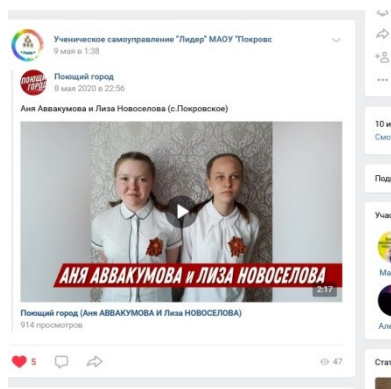 Ученическое самоуправление "Лидер" МАОУ "Покровс
9 мая в 1:38
ПОЮЩИЙ
ГОРОД
Поющий город
8 мая 2020 в 22:56
Аня Аввакумова и Лиза Новоселова (с.Покровское)
АНЯ АВВАКУМОВА и ЛИЗА НОВОСЕЛОВА
2:17
Поющий город (Аня АВВАКУМОВА И Лиза НОВОСЕЛОВА)
914 просмотров
5
47
10 и
Смо
Под
Учас
Ма
Але
Стат